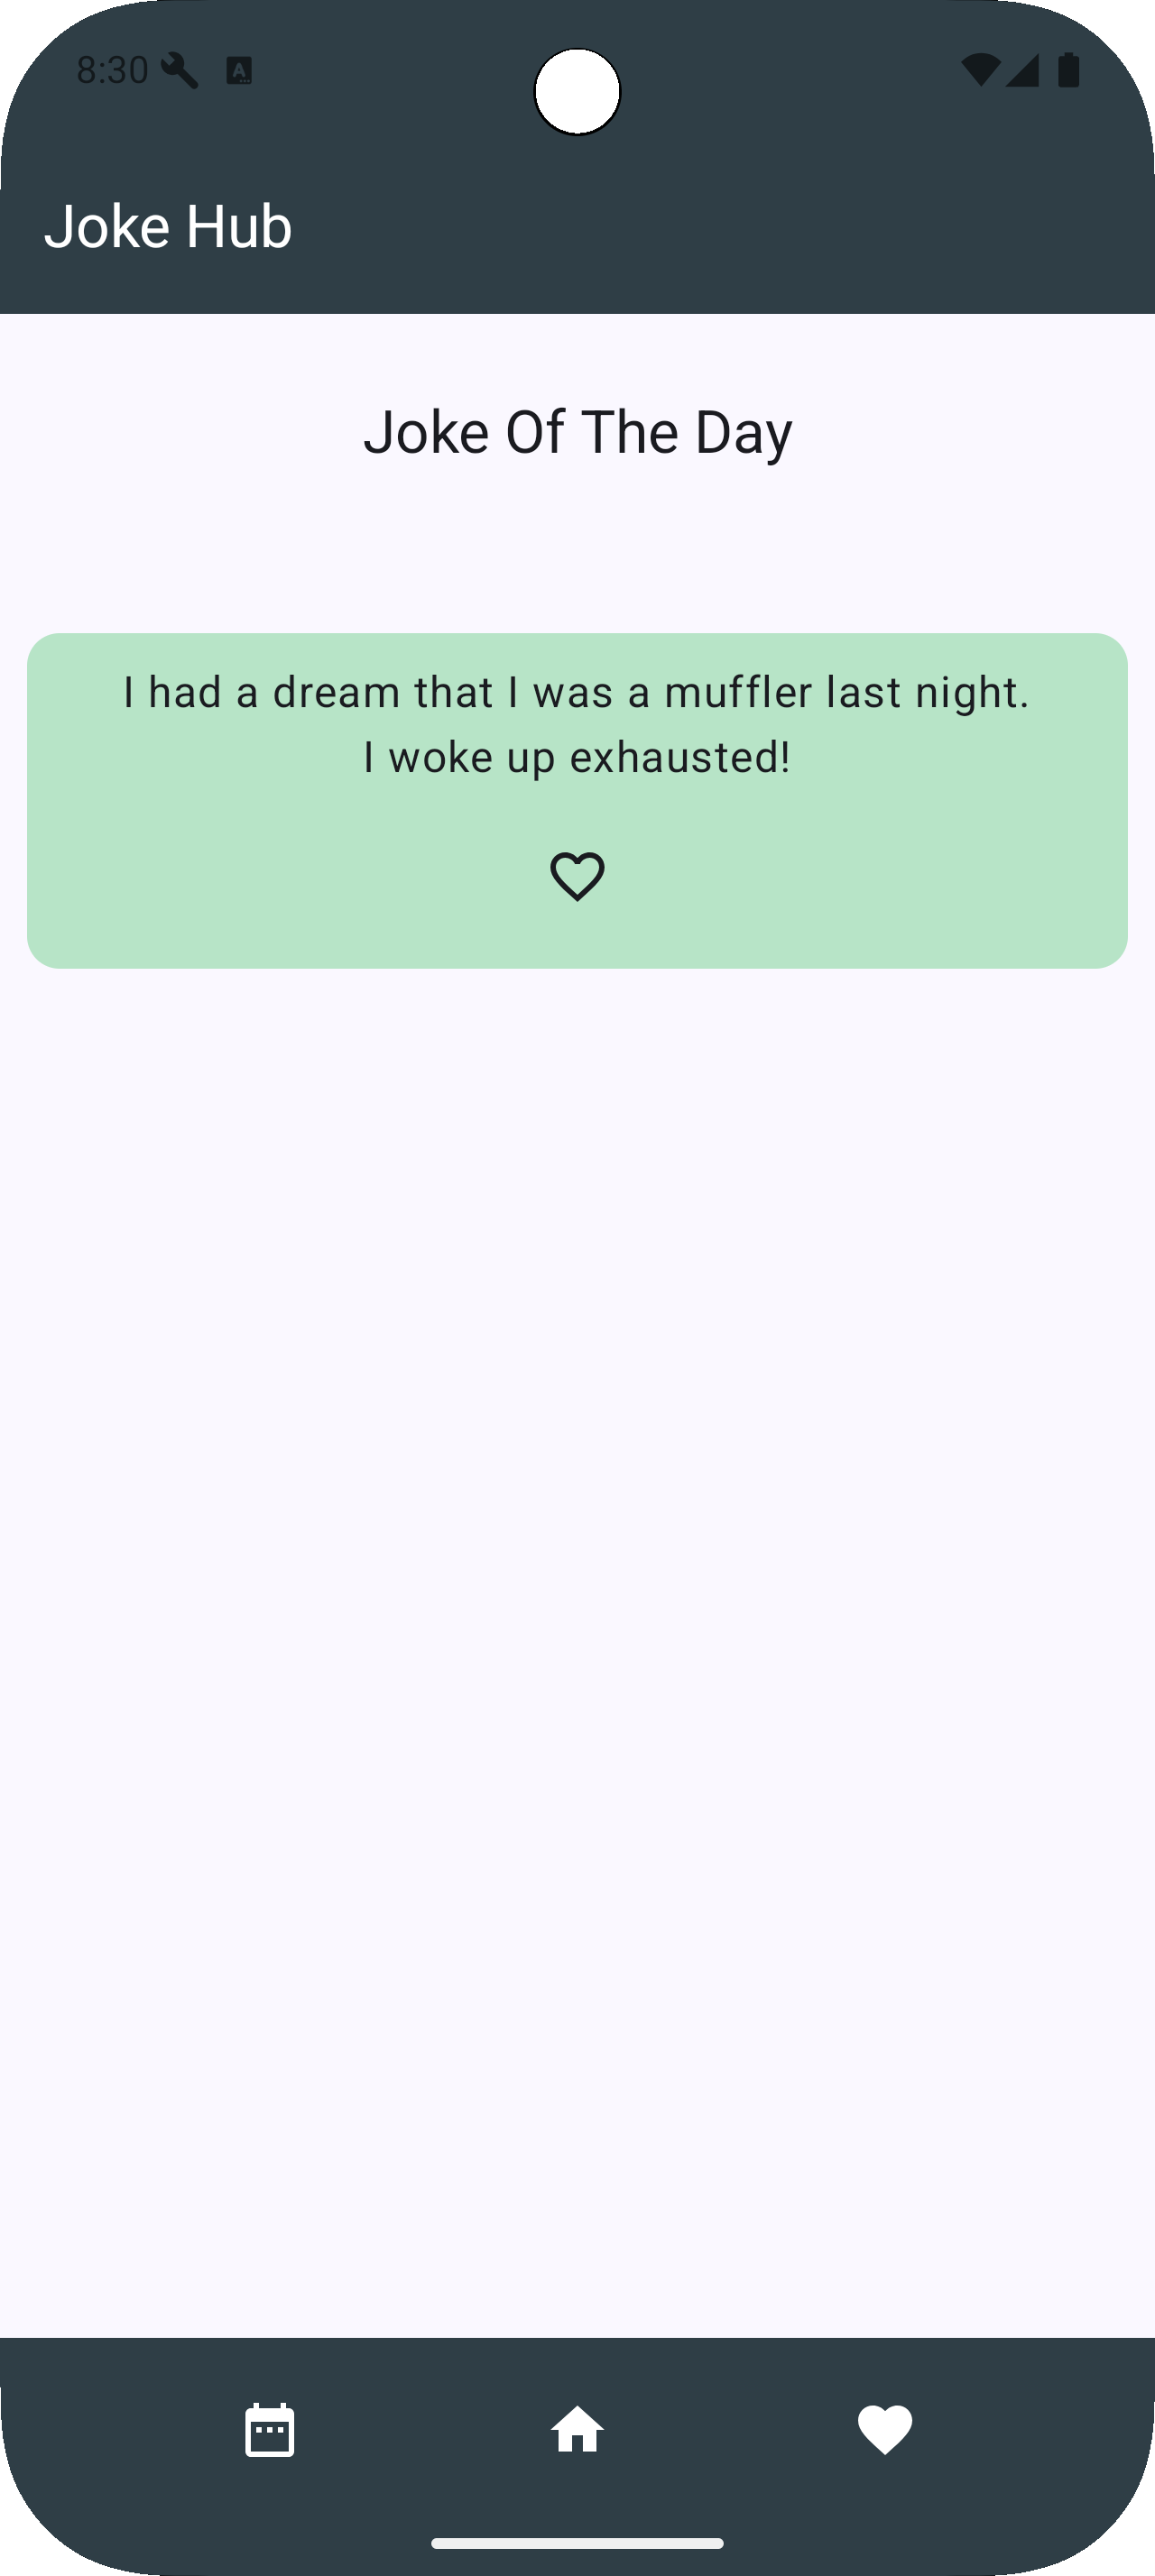 8:30
A
Joke Hub
Joke Of The Day
I had a dream that I was a muffler last night.
I woke up exhausted!